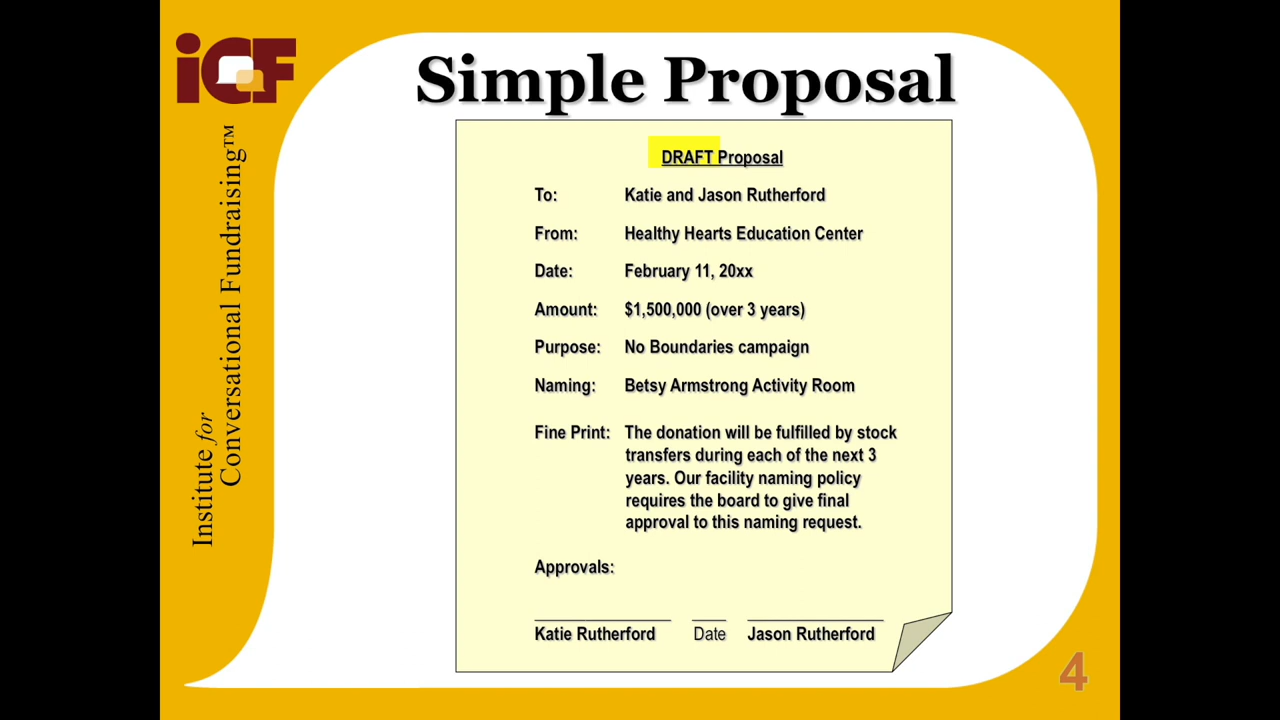 iCF
Institute for
Conversational Fundraising™
Simple Proposal
DRAFT Proposal
To: Katie and Jason Rutherford
From: Healthy Hearts Education Center
Date: February 11, 20xx
Amount: $1,500,000 (over 3 years)
Purpose: No Boundaries campaign
Naming: Betsy Armstrong Activity Room
Fine Print: The donation will be fulfilled by stock
transfers during each of the next 3
years. Our facility naming policy
requires the board to give final
approval to this naming request.
Approvals:
Katie Rutherford Date Jason Rutherford
4